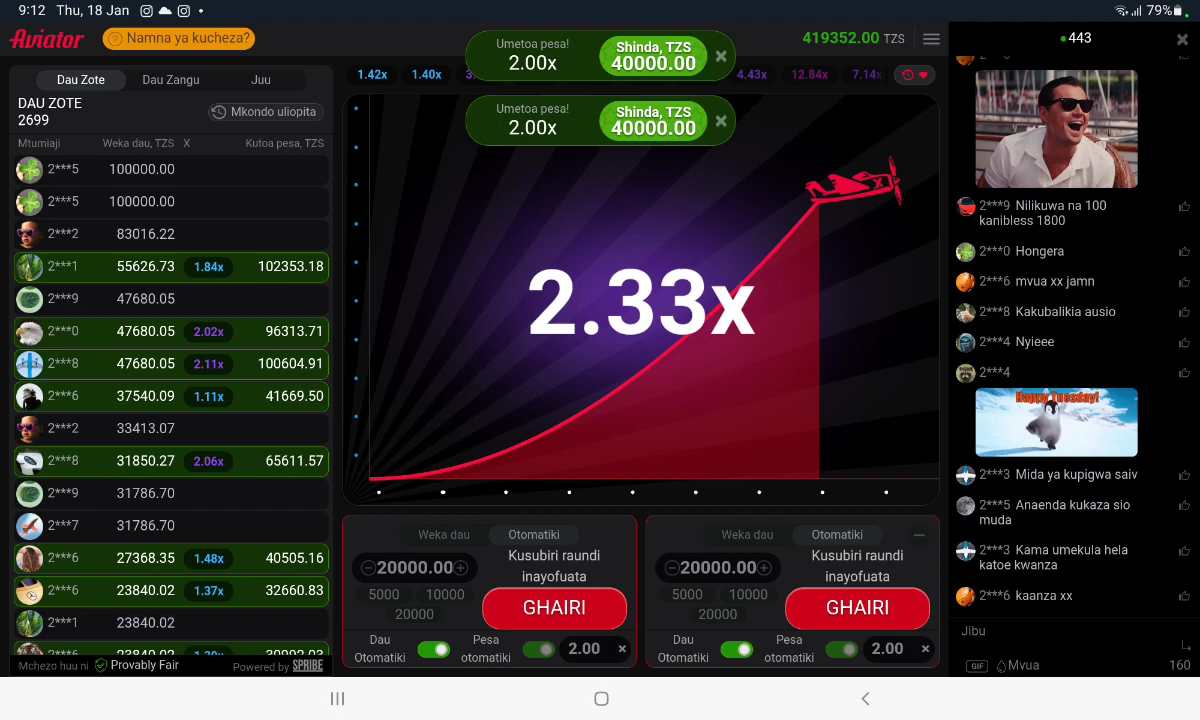 9:12 Thu, 18 Jan
79%
Aviator
Namna ya kucheza?
419352.00 TZS
443
Umetoa pesa!
2.00x
Shinda, TZS
40000.00
Umetoa pesa!
2.00x
Shinda, TZS
40000.00
1.42x 1.40x
4.43x 12.84x 7.14x
Dau Zote Dau Zangu Juu
DAU ZOTE
2699
Mkondo uliopita
Mtumiaji Weka dau, TZS X Kutoa pesa, TZS
2***5 100000.00
2***5 100000.00
2***2 83016.22
2***1 55626.73 1.84x 102353.18
2***9 47680.05
2***0 47680.05 2.02x 96313.71
2***8 47680.05 2.11x 100604.91
2***6 37540.09 1.11x 41669.50
2***2 33413.07
2***8 31850.27 2.06x 65611.57
2***9 31786.70
2***7 31786.70
2***6 27368.35 1.48x 40505.16
2***6 23840.02 1.37x 32660.83
2***1 23840.02
Mchezo huu ni Provably Fair Powered by SPRIBE
2.33x
Weka dau Otomatiki
20000.00
5000 10000
20000
Kusubiri raundi
inayofuata
GHAIRI
Dau
Otomatiki
Pesa
otomatiki
2.00
Weka dau Otomatiki
20000.00
5000 10000
20000
Kusubiri raundi
inayofuata
GHAIRI
Dau
Otomatiki
Pesa
otomatiki
2.00
2***9 Nilikuwa na 100
kanibless 1800
2***0 Hongera
2***6 mvua xx jamn
2***8 Kakubalikia ausio
2***4 Nyieee
2***4
Happy Tuesday!
2***3 Mida ya kupigwa saiv
2***5 Anaenda kukaza sio
muda
2***3 Kama umekula hela
katoe kwanza
2***6 kaanza xx
Jibu
GIF Mvua 160